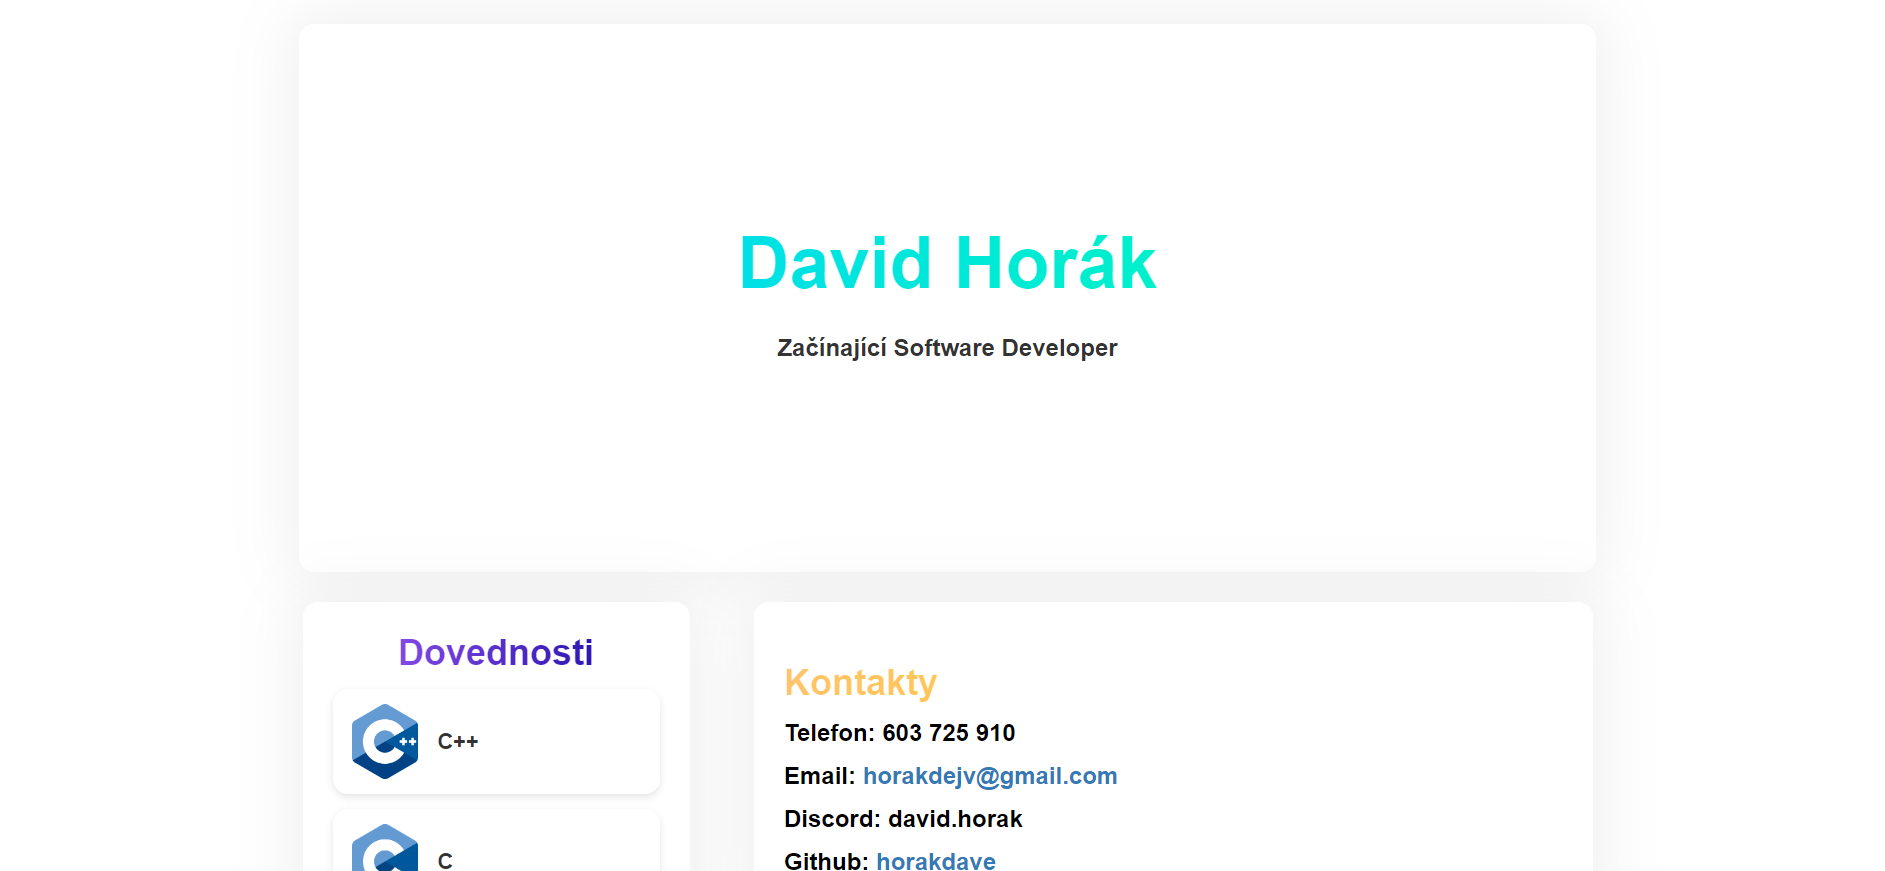 David Horák
Začínající Software Developer
Dovednosti
C++
C
Kontakty
Telefon: 603 725 910
Email: horakdejv@gmail.com
Discord: david.horak
Github: horakdave